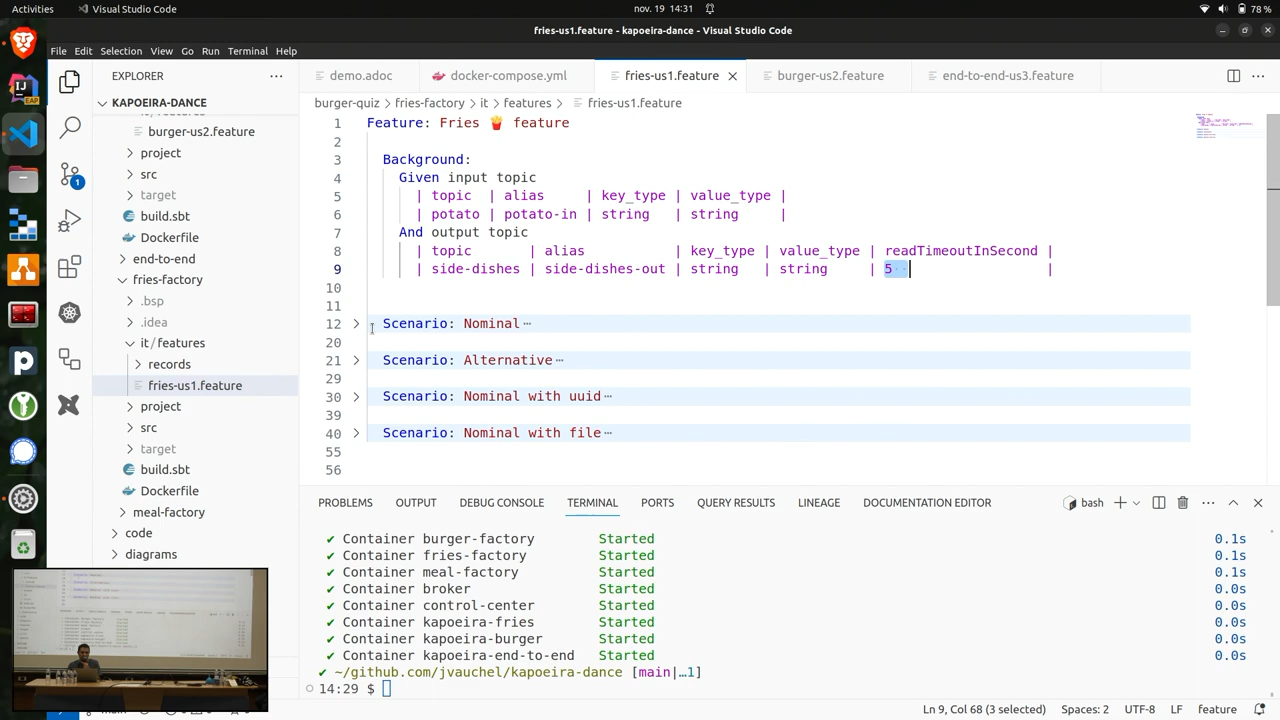 Activities
Visual Studio Code
nov. 19 14:31
78 %
fries-us1.feature - kapoeira-dance - Visual Studio Code
File Edit Selection View Go Run Terminal Help
EXPLORER
KAPOEIRA-DANCE
burger-us2.feature
project
src
target
build.sbt
Dockerfile
end-to-end
fries-factory
.bsp
.idea
it/features
records
fries-us1.feature
project
src
target
build.sbt
Dockerfile
meal-factory
code
diagrams
demo.adoc
docker-compose.yml
fries-us1.feature
burger-us2.feature
end-to-end-us3.feature
burger-quiz > fries-factory > it > features > fries-us1.feature
1 Feature: Fries 🍟 feature
3 Background:
4 Given input topic
5 | topic | alias | key_type | value_type |
6 | potato | potato-in | string | string |
7 And output topic
8 | topic | alias | key_type | value_type | readTimeoutInSecond |
9 | side-dishes | side-dishes-out | string | string | 5 |
10
11
12 Scenario: Nominal ⋯
20
21 Scenario: Alternative ⋯
29
30 Scenario: Nominal with uuid ⋯
39
40 Scenario: Nominal with file ⋯
55
56
PROBLEMS OUTPUT DEBUG CONSOLE TERMINAL PORTS QUERY RESULTS LINEAGE DOCUMENTATION EDITOR
bash
✔ Container burger-factory Started 0.1s
✔ Container fries-factory Started 0.1s
✔ Container meal-factory Started 0.1s
✔ Container broker Started 0.0s
✔ Container control-center Started 0.0s
✔ Container kapoeira-fries Started 0.0s
✔ Container kapoeira-burger Started 0.0s
✔ Container kapoeira-end-to-end Started 0.0s
✔ ~/github.com/jvauchel/kapoeira-dance [main|…1]
14:29 $
Ln 9, Col 68 (3 selected) Spaces: 2 UTF-8 LF feature